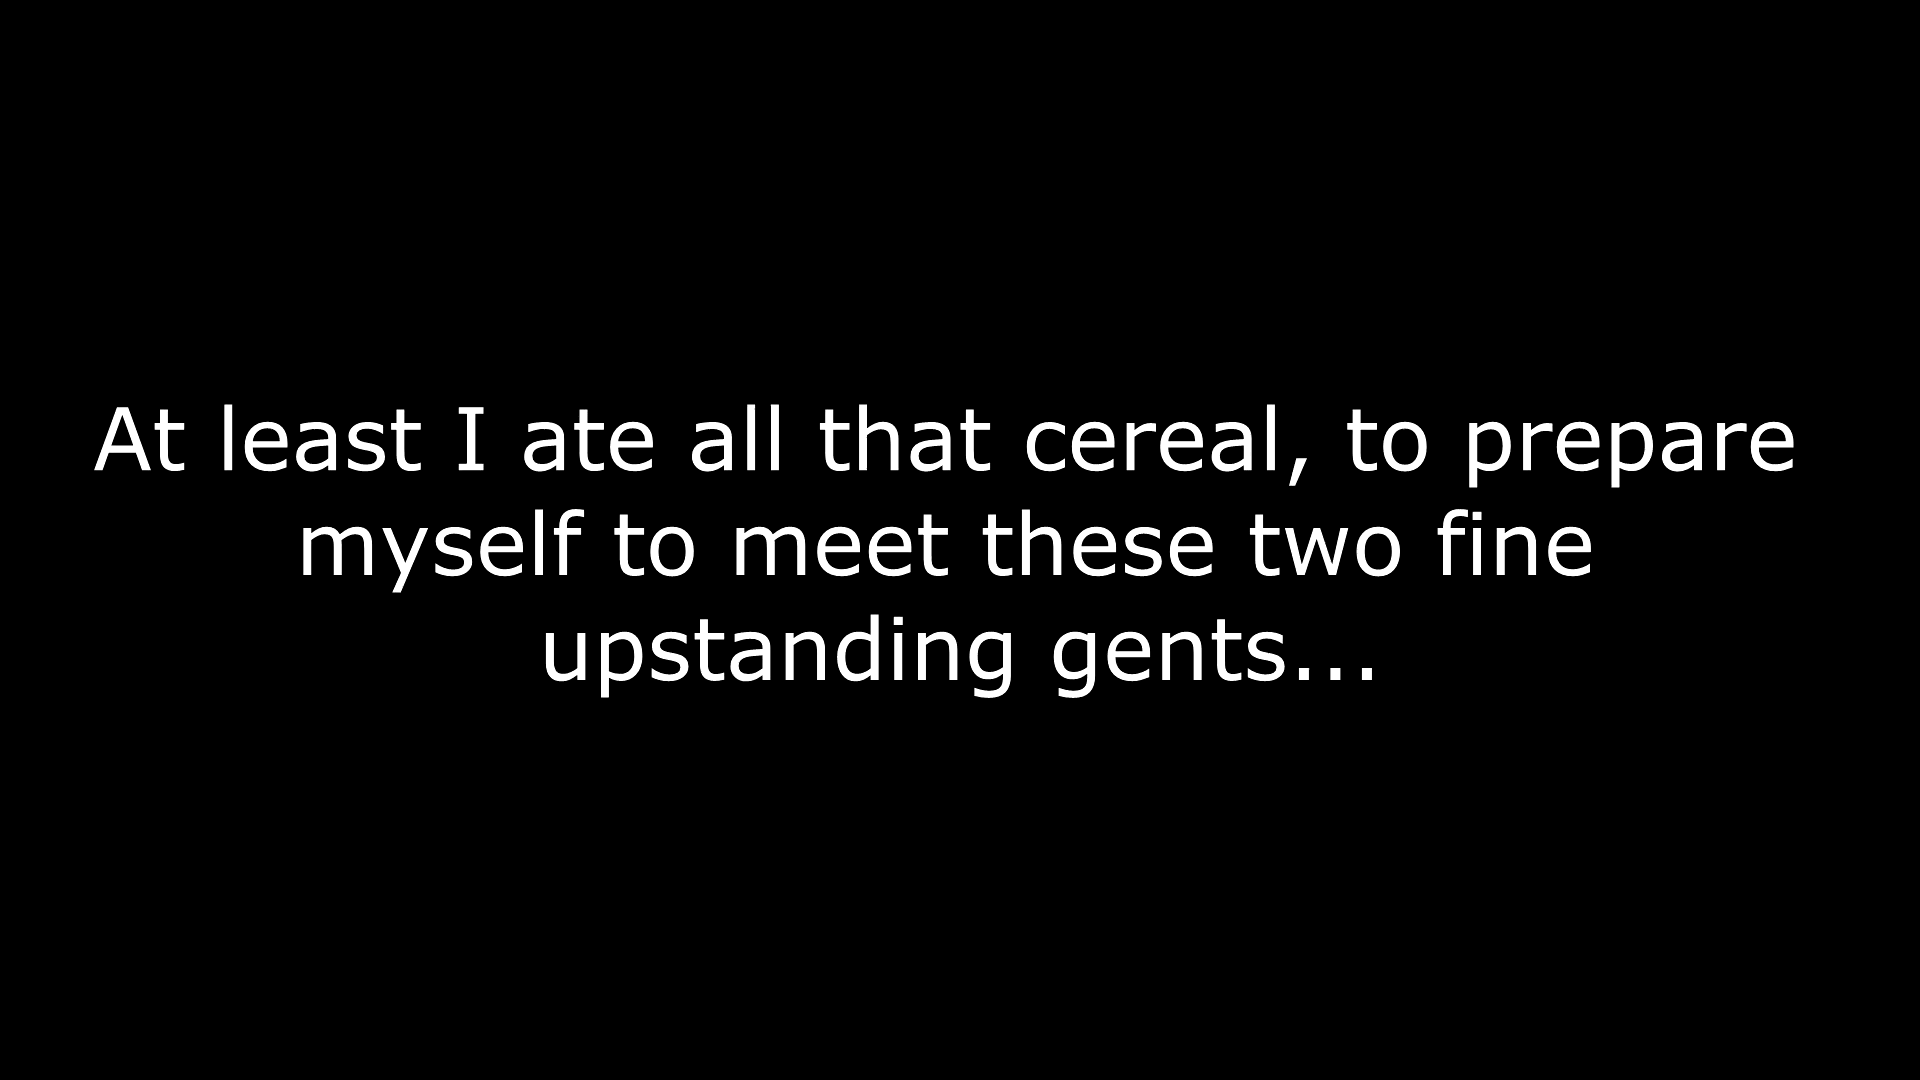 At least I ate all that cereal, to prepare
myself to meet these two fine
upstanding gents...